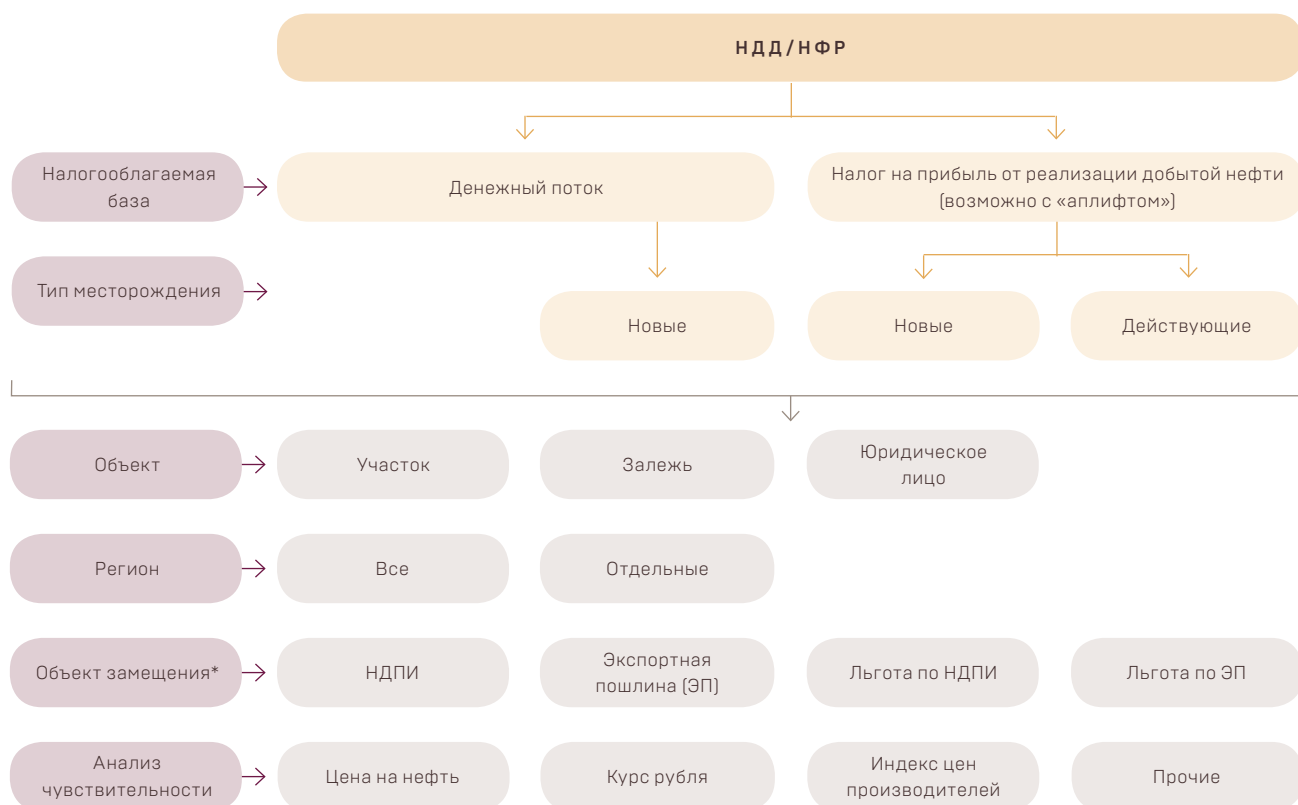 НДД/НФР
Налогооблагаемая
база
Денежный поток
Налог на прибыль от реализации добытой нефти
(возможно с «аплифтом»)
Тип месторождения
Новые
Новые
Действующие
Объект
Участок
Залежь
Юридическое
лицо
Регион
Все
Отдельные
Объект замещения*
НДПИ
Экспортная
пошлина (ЭП)
Льгота по НДПИ
Льгота по ЭП
Анализ
чувствительности
Цена на нефть
Курс рубля
Индекс цен
производителей
Прочие